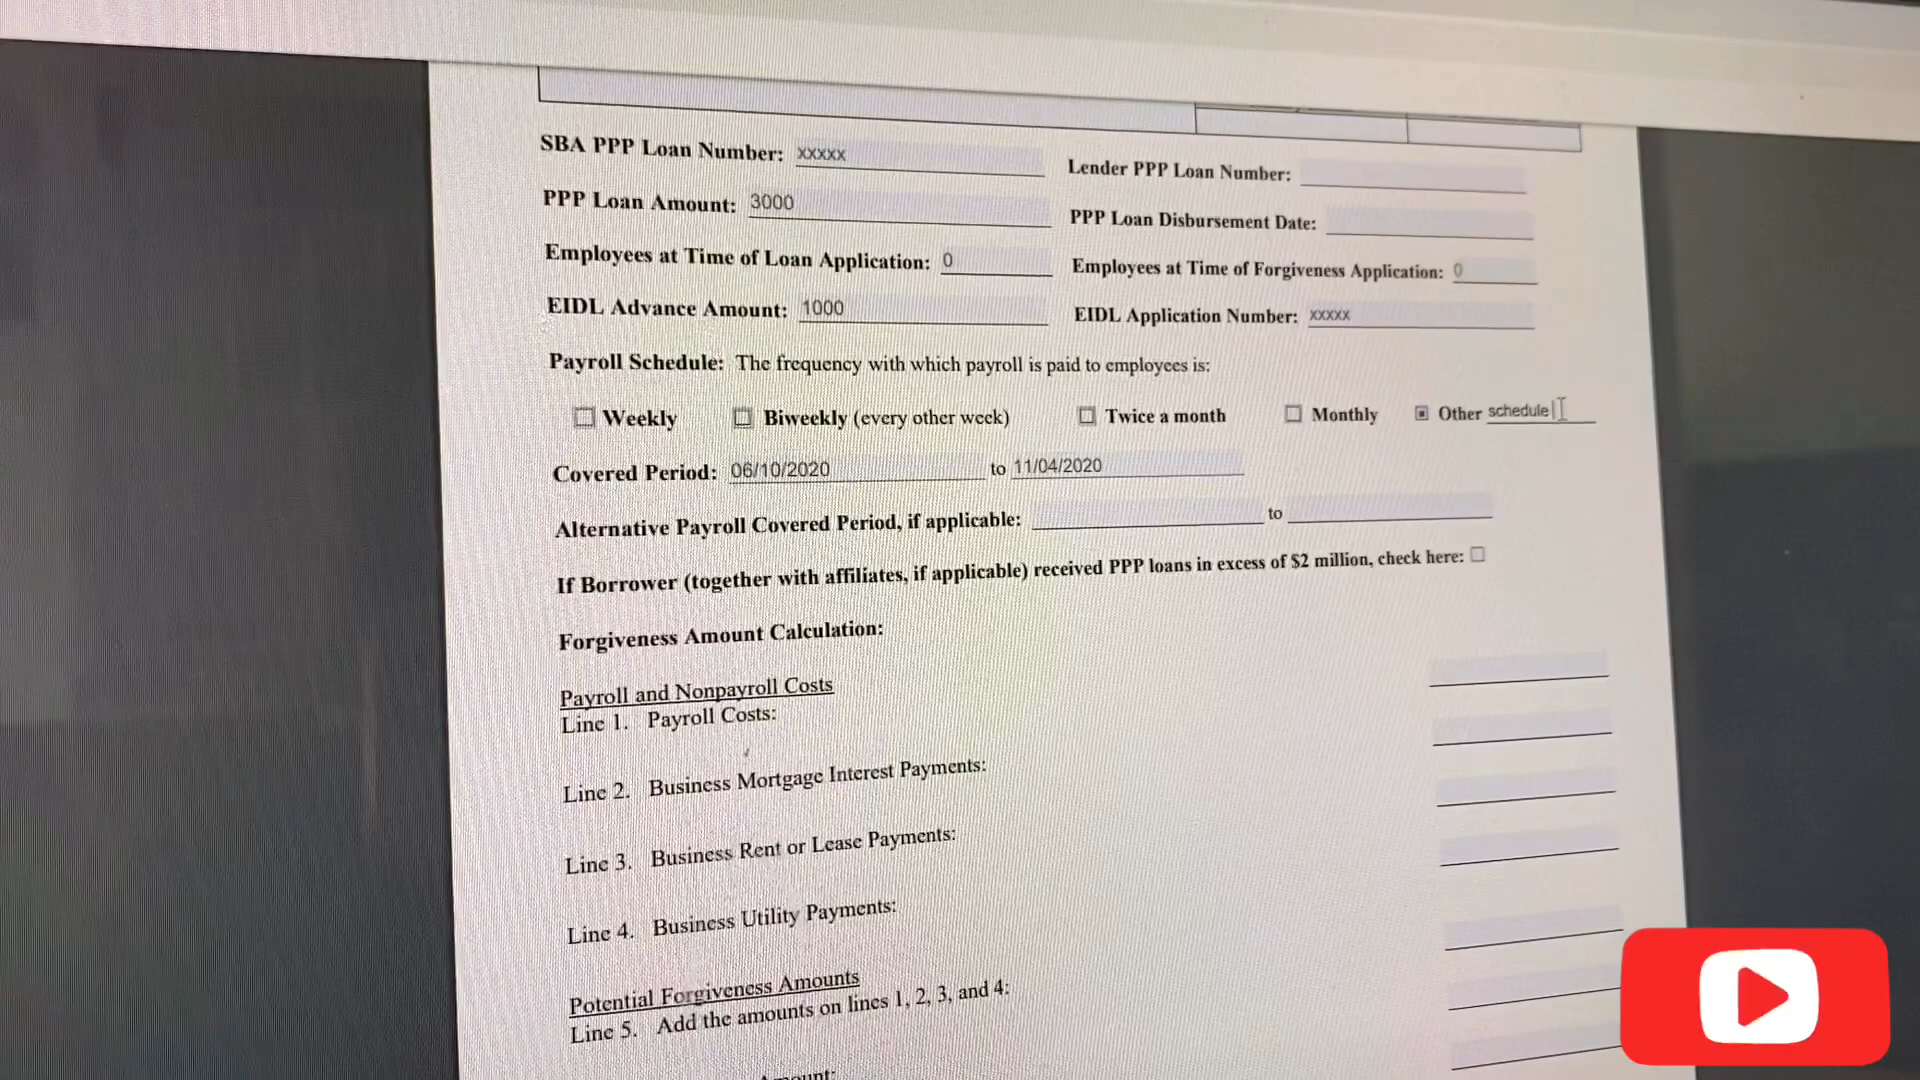 SBA PPP Loan Number: xxxxx
Lender PPP Loan Number:
PPP Loan Amount: 3000
PPP Loan Disbursement Date:
Employees at Time of Loan Application: 0
Employees at Time of Forgiveness Application: 0
EIDL Advance Amount: 1000
EIDL Application Number: xxxxx
Payroll Schedule: The frequency with which payroll is paid to employees is:
Weekly Biweekly (every other week) Twice a month Monthly Other schedule
Covered Period: 06/10/2020 to 11/04/2020
Alternative Payroll Covered Period, if applicable: to
If Borrower (together with affiliates, if applicable) received PPP loans in excess of $2 million, check here:
Forgiveness Amount Calculation:
Payroll and Nonpayroll Costs
Line 1. Payroll Costs:
Line 2. Business Mortgage Interest Payments:
Line 3. Business Rent or Lease Payments:
Line 4. Business Utility Payments:
Potential Forgiveness Amounts
Line 5. Add the amounts on lines 1, 2, 3, and 4: